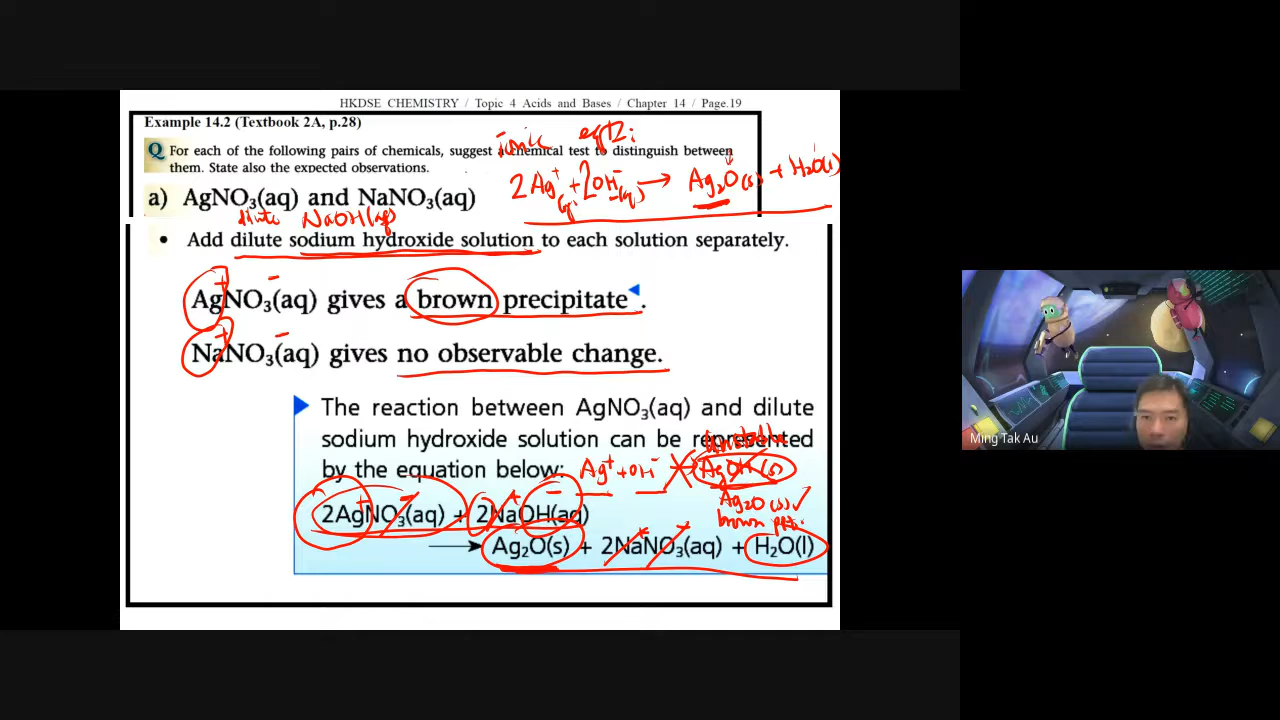 HKDSE CHEMISTRY / Topic 4 Acids and Bases / Chapter 14 / Page.19
Example 14.2 (Textbook 2A, p.28)
ionic eqtn:
Q For each of the following pairs of chemicals, suggest a chemical test to distinguish between
them. State also the expected observations.
2Ag⁺(aq) + 2OH⁻(aq) → Ag₂O(s) + H₂O(l)
a) AgNO₃(aq) and NaNO₃(aq)
dilute NaOH(aq)
• Add dilute sodium hydroxide solution to each solution separately.
+ −
AgNO₃(aq) gives a brown precipitate.
+ −
NaNO₃(aq) gives no observable change.
The reaction between AgNO₃(aq) and dilute
unstable
sodium hydroxide solution can be represented
by the equation below:
Ag⁺ + OH⁻ AgOH(s)
Ag₂O(s) ✓
brown ppt.
+ − + −
2AgNO₃(aq) + 2NaOH(aq)
⟶ Ag₂O(s) + 2NaNO₃(aq) + H₂O(l)
Ming Tak Au